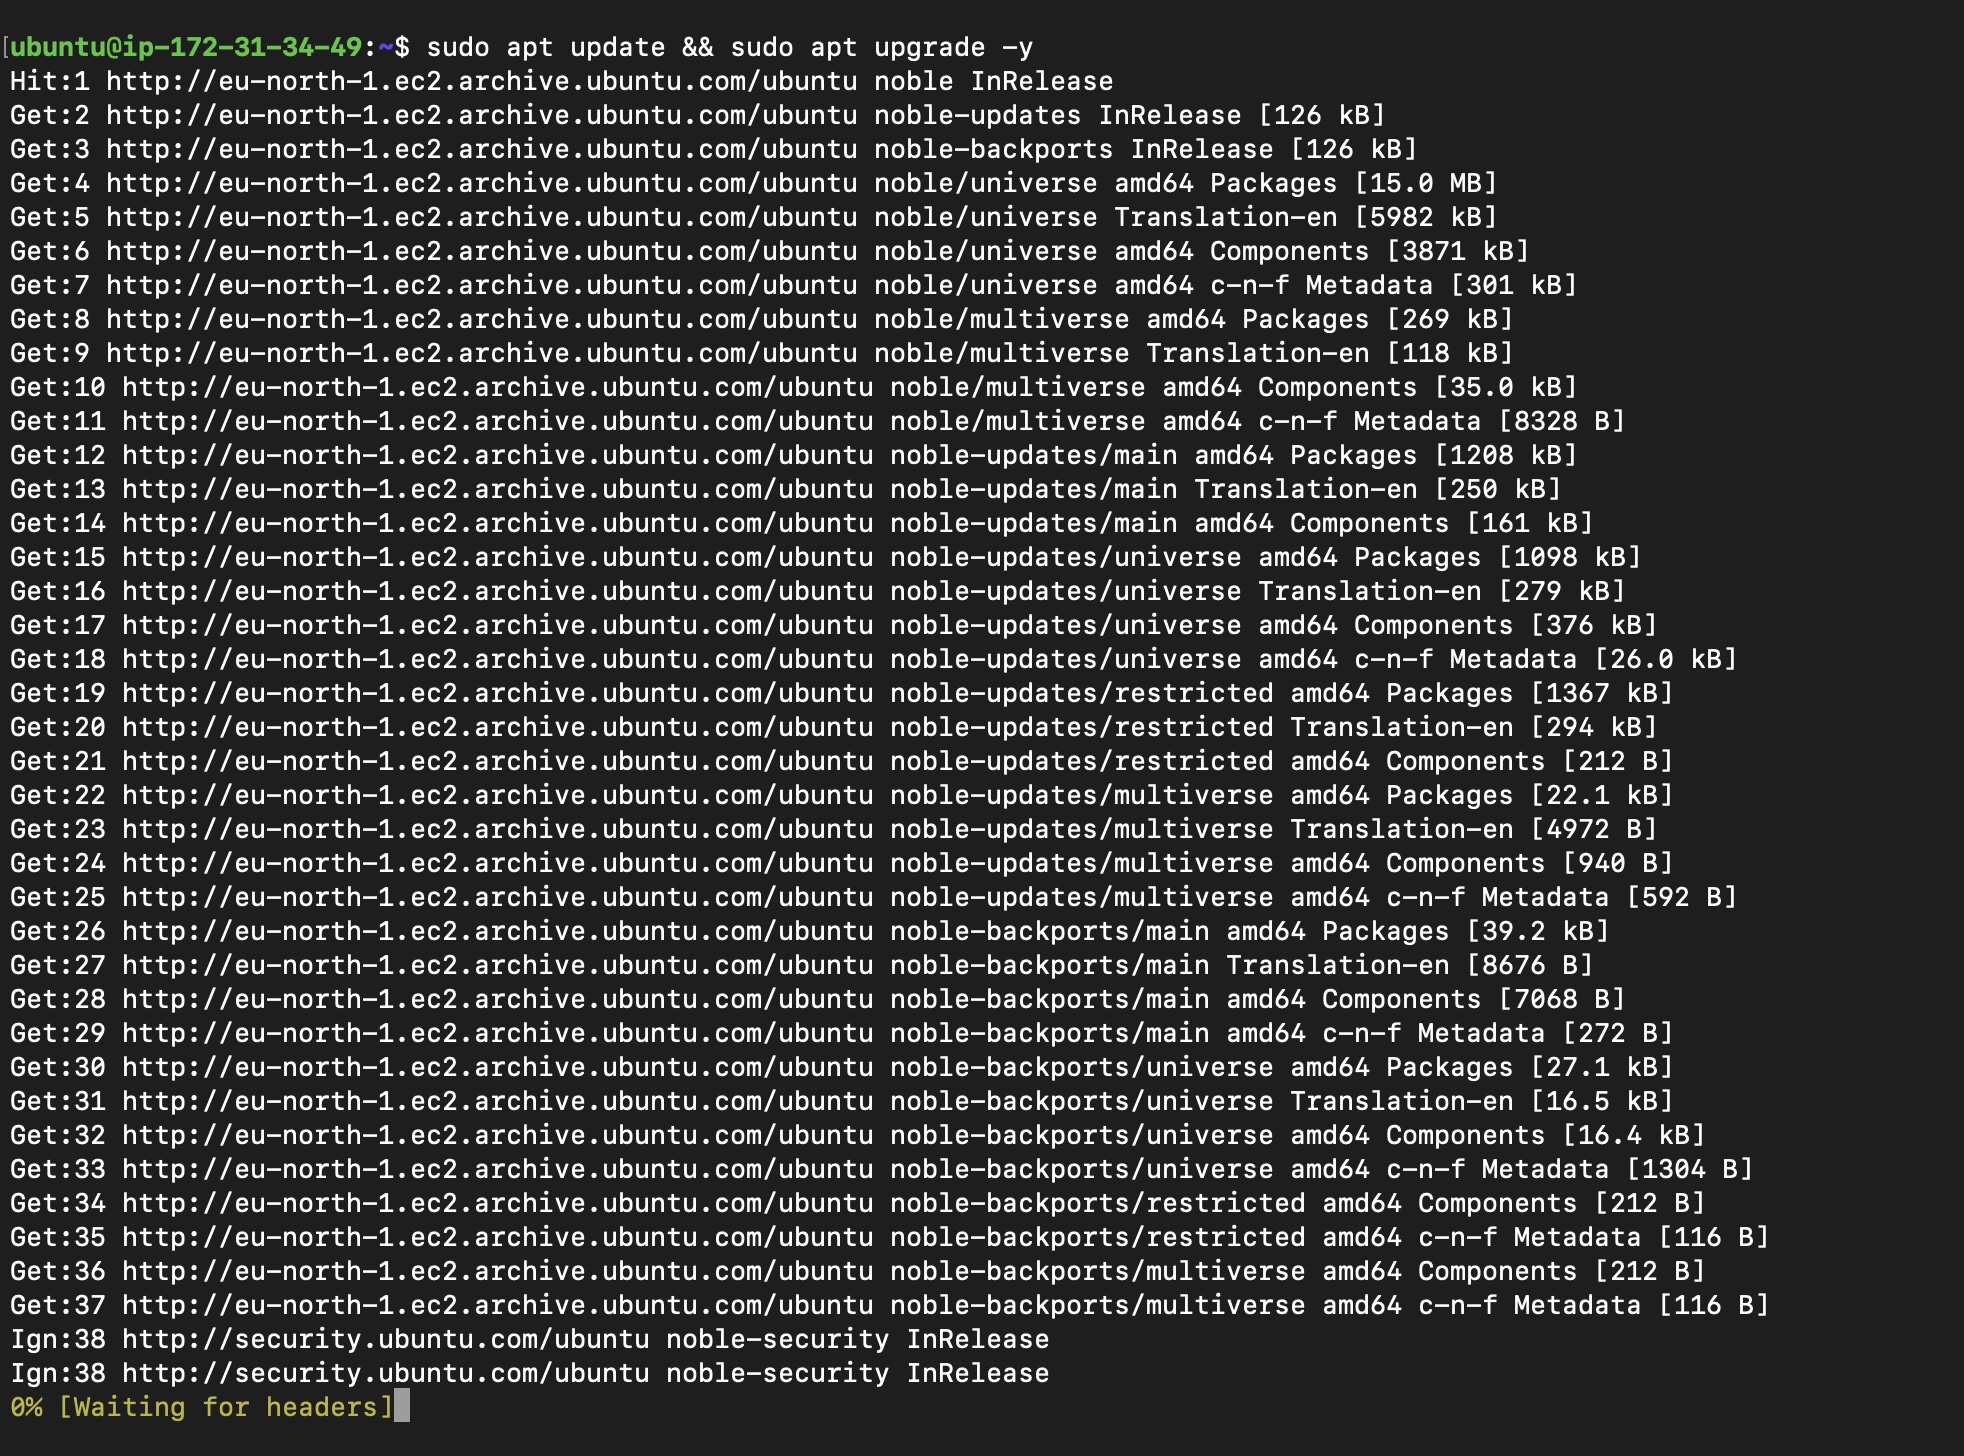 [ubuntu@ip-172-31-34-49:~$ sudo apt update && sudo apt upgrade -y
Hit:1 http://eu-north-1.ec2.archive.ubuntu.com/ubuntu noble InRelease
Get:2 http://eu-north-1.ec2.archive.ubuntu.com/ubuntu noble-updates InRelease [126 kB]
Get:3 http://eu-north-1.ec2.archive.ubuntu.com/ubuntu noble-backports InRelease [126 kB]
Get:4 http://eu-north-1.ec2.archive.ubuntu.com/ubuntu noble/universe amd64 Packages [15.0 MB]
Get:5 http://eu-north-1.ec2.archive.ubuntu.com/ubuntu noble/universe Translation-en [5982 kB]
Get:6 http://eu-north-1.ec2.archive.ubuntu.com/ubuntu noble/universe amd64 Components [3871 kB]
Get:7 http://eu-north-1.ec2.archive.ubuntu.com/ubuntu noble/universe amd64 c-n-f Metadata [301 kB]
Get:8 http://eu-north-1.ec2.archive.ubuntu.com/ubuntu noble/multiverse amd64 Packages [269 kB]
Get:9 http://eu-north-1.ec2.archive.ubuntu.com/ubuntu noble/multiverse Translation-en [118 kB]
Get:10 http://eu-north-1.ec2.archive.ubuntu.com/ubuntu noble/multiverse amd64 Components [35.0 kB]
Get:11 http://eu-north-1.ec2.archive.ubuntu.com/ubuntu noble/multiverse amd64 c-n-f Metadata [8328 B]
Get:12 http://eu-north-1.ec2.archive.ubuntu.com/ubuntu noble-updates/main amd64 Packages [1208 kB]
Get:13 http://eu-north-1.ec2.archive.ubuntu.com/ubuntu noble-updates/main Translation-en [250 kB]
Get:14 http://eu-north-1.ec2.archive.ubuntu.com/ubuntu noble-updates/main amd64 Components [161 kB]
Get:15 http://eu-north-1.ec2.archive.ubuntu.com/ubuntu noble-updates/universe amd64 Packages [1098 kB]
Get:16 http://eu-north-1.ec2.archive.ubuntu.com/ubuntu noble-updates/universe Translation-en [279 kB]
Get:17 http://eu-north-1.ec2.archive.ubuntu.com/ubuntu noble-updates/universe amd64 Components [376 kB]
Get:18 http://eu-north-1.ec2.archive.ubuntu.com/ubuntu noble-updates/universe amd64 c-n-f Metadata [26.0 kB]
Get:19 http://eu-north-1.ec2.archive.ubuntu.com/ubuntu noble-updates/restricted amd64 Packages [1367 kB]
Get:20 http://eu-north-1.ec2.archive.ubuntu.com/ubuntu noble-updates/restricted Translation-en [294 kB]
Get:21 http://eu-north-1.ec2.archive.ubuntu.com/ubuntu noble-updates/restricted amd64 Components [212 B]
Get:22 http://eu-north-1.ec2.archive.ubuntu.com/ubuntu noble-updates/multiverse amd64 Packages [22.1 kB]
Get:23 http://eu-north-1.ec2.archive.ubuntu.com/ubuntu noble-updates/multiverse Translation-en [4972 B]
Get:24 http://eu-north-1.ec2.archive.ubuntu.com/ubuntu noble-updates/multiverse amd64 Components [940 B]
Get:25 http://eu-north-1.ec2.archive.ubuntu.com/ubuntu noble-updates/multiverse amd64 c-n-f Metadata [592 B]
Get:26 http://eu-north-1.ec2.archive.ubuntu.com/ubuntu noble-backports/main amd64 Packages [39.2 kB]
Get:27 http://eu-north-1.ec2.archive.ubuntu.com/ubuntu noble-backports/main Translation-en [8676 B]
Get:28 http://eu-north-1.ec2.archive.ubuntu.com/ubuntu noble-backports/main amd64 Components [7068 B]
Get:29 http://eu-north-1.ec2.archive.ubuntu.com/ubuntu noble-backports/main amd64 c-n-f Metadata [272 B]
Get:30 http://eu-north-1.ec2.archive.ubuntu.com/ubuntu noble-backports/universe amd64 Packages [27.1 kB]
Get:31 http://eu-north-1.ec2.archive.ubuntu.com/ubuntu noble-backports/universe Translation-en [16.5 kB]
Get:32 http://eu-north-1.ec2.archive.ubuntu.com/ubuntu noble-backports/universe amd64 Components [16.4 kB]
Get:33 http://eu-north-1.ec2.archive.ubuntu.com/ubuntu noble-backports/universe amd64 c-n-f Metadata [1304 B]
Get:34 http://eu-north-1.ec2.archive.ubuntu.com/ubuntu noble-backports/restricted amd64 Components [212 B]
Get:35 http://eu-north-1.ec2.archive.ubuntu.com/ubuntu noble-backports/restricted amd64 c-n-f Metadata [116 B]
Get:36 http://eu-north-1.ec2.archive.ubuntu.com/ubuntu noble-backports/multiverse amd64 Components [212 B]
Get:37 http://eu-north-1.ec2.archive.ubuntu.com/ubuntu noble-backports/multiverse amd64 c-n-f Metadata [116 B]
Ign:38 http://security.ubuntu.com/ubuntu noble-security InRelease
Ign:38 http://security.ubuntu.com/ubuntu noble-security InRelease
0% [Waiting for headers]